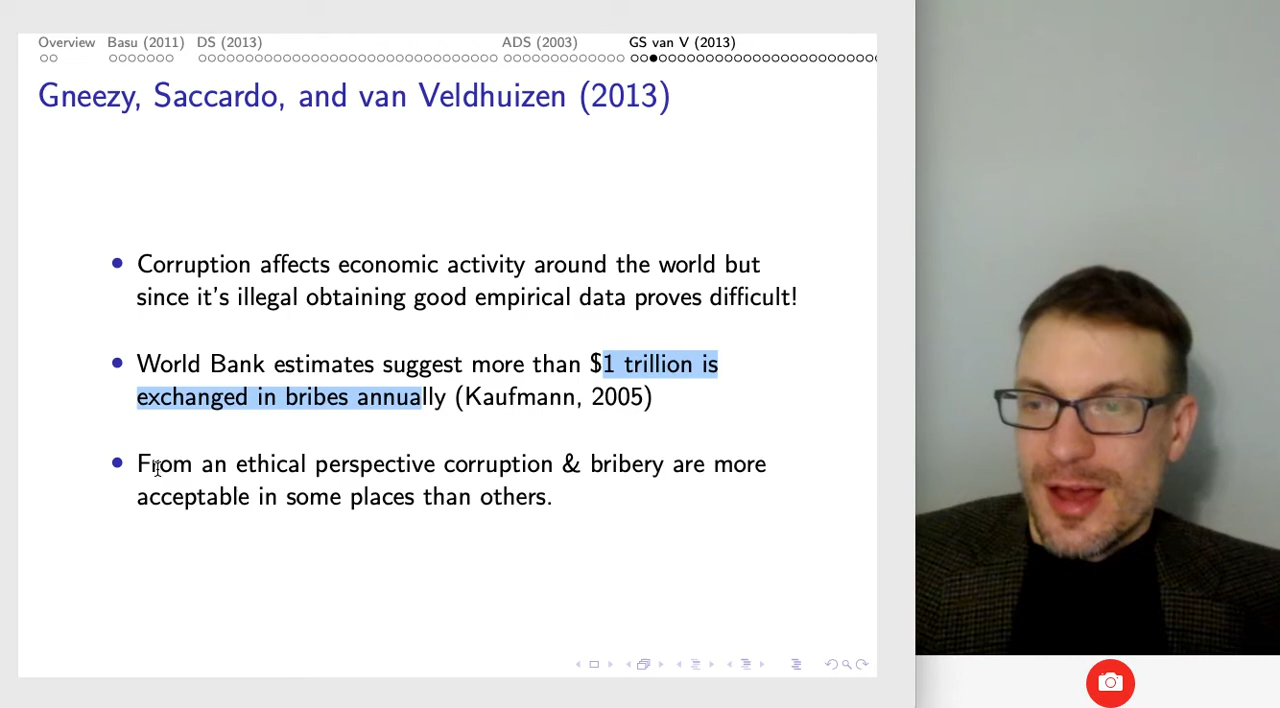 Overview Basu (2011) DS (2013) ADS (2003) GS van V (2013)
Gneezy, Saccardo, and van Veldhuizen (2013)
• Corruption affects economic activity around the world but
since it's illegal obtaining good empirical data proves difficult!
• World Bank estimates suggest more than $1 trillion is
exchanged in bribes annually (Kaufmann, 2005)
• From an ethical perspective corruption & bribery are more
acceptable in some places than others.